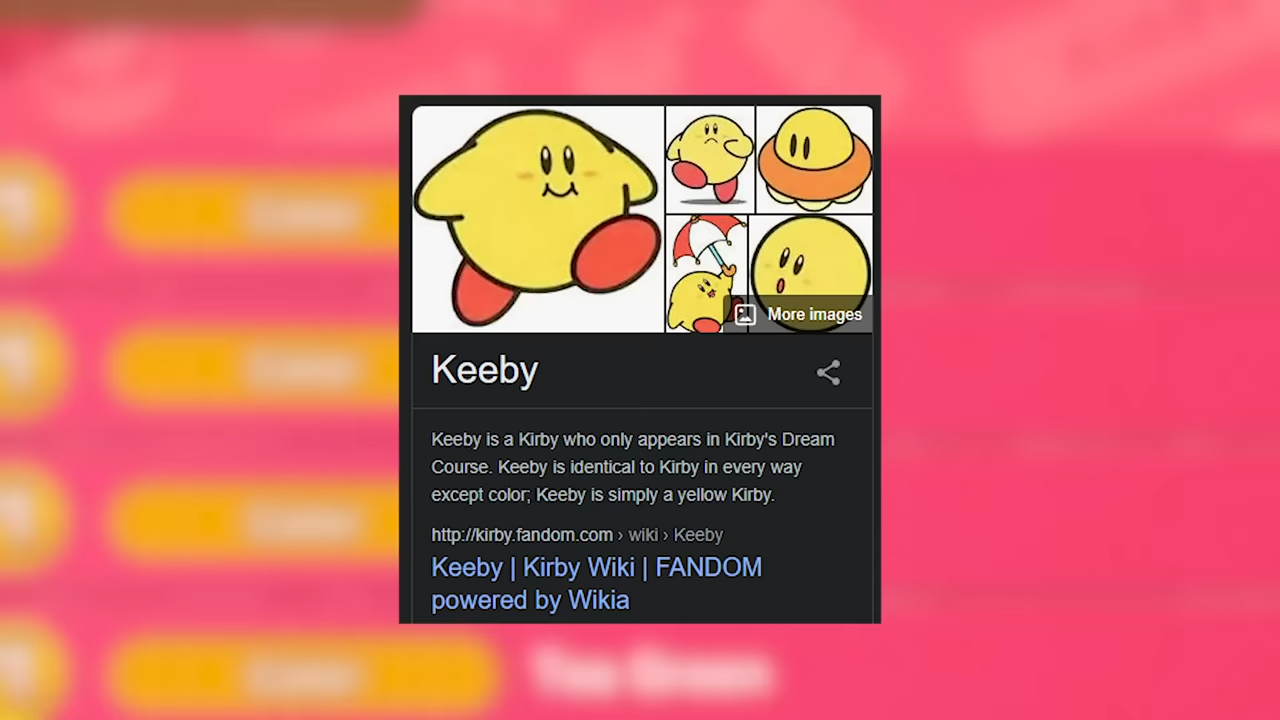 More images
Keeby
Keeby is a Kirby who only appears in Kirby's Dream
Course. Keeby is identical to Kirby in every way
except color; Keeby is simply a yellow Kirby.
http://kirby.fandom.com › wiki › Keeby
Keeby | Kirby Wiki | FANDOM
powered by Wikia